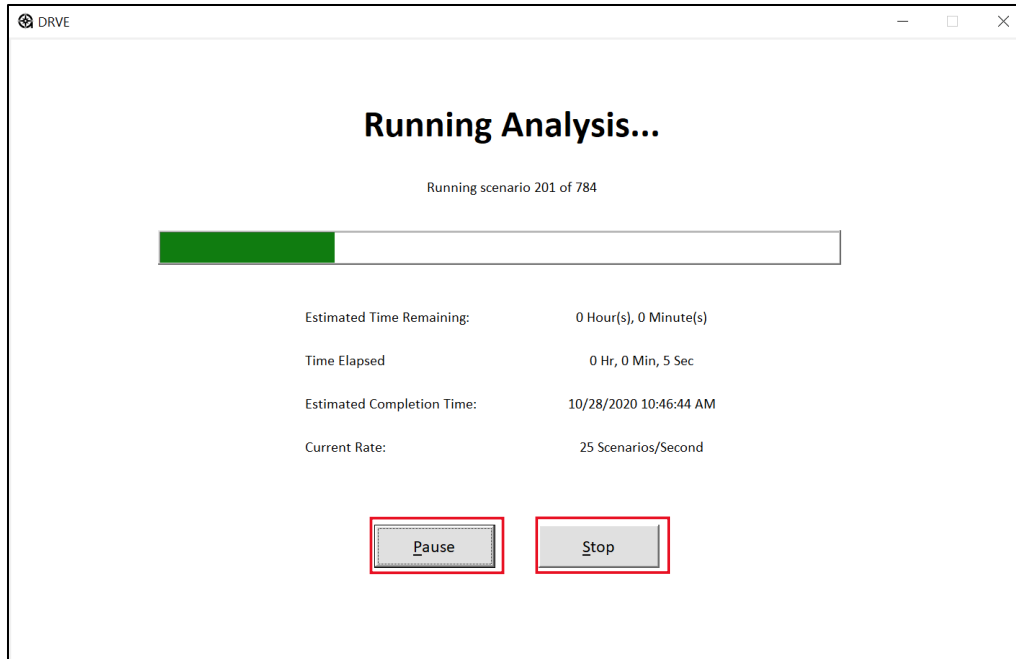 DRVE
Running Analysis...
Running scenario 201 of 784
Estimated Time Remaining: 0 Hour(s), 0 Minute(s)
Time Elapsed 0 Hr, 0 Min, 5 Sec
Estimated Completion Time: 10/28/2020 10:46:44 AM
Current Rate: 25 Scenarios/Second
Pause Stop